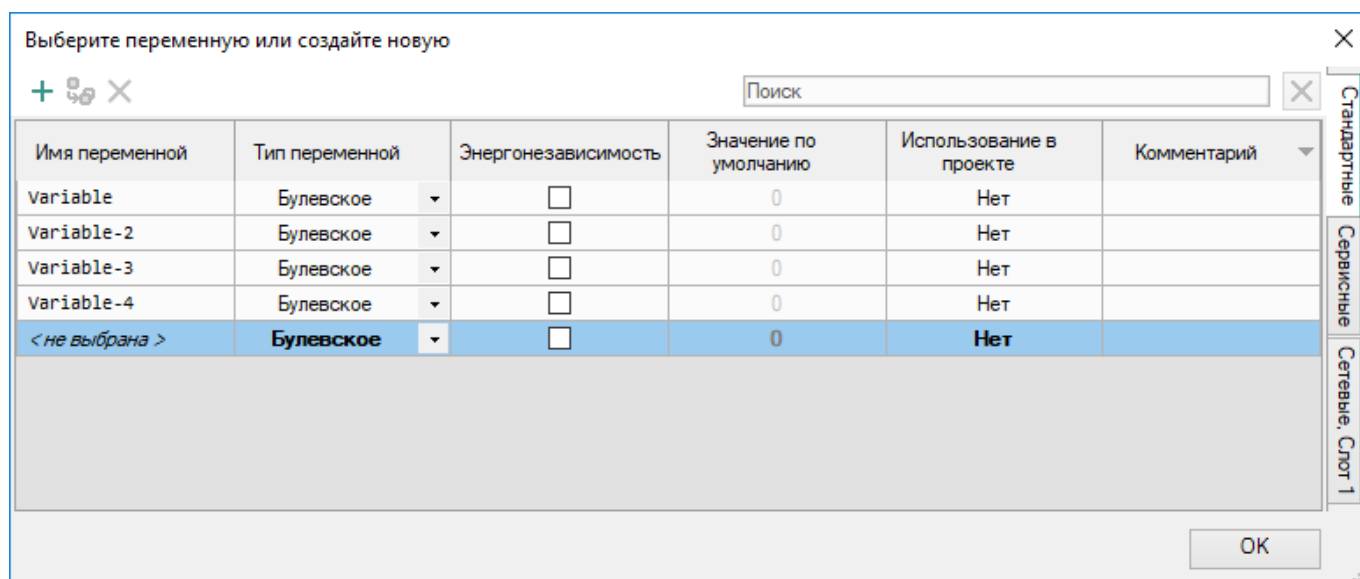 Выберите переменную или создайте новую
Поиск
Имя переменной Тип переменной Энергонезависимость Значение по умолчанию Использование в проекте Комментарий
Variable Булевское 0 Нет
Variable-2 Булевское 0 Нет
Variable-3 Булевское 0 Нет
Variable-4 Булевское 0 Нет
<не выбрана > Булевское 0 Нет
Стандартные
Сервисные
Сетевые, Слот 1
OK